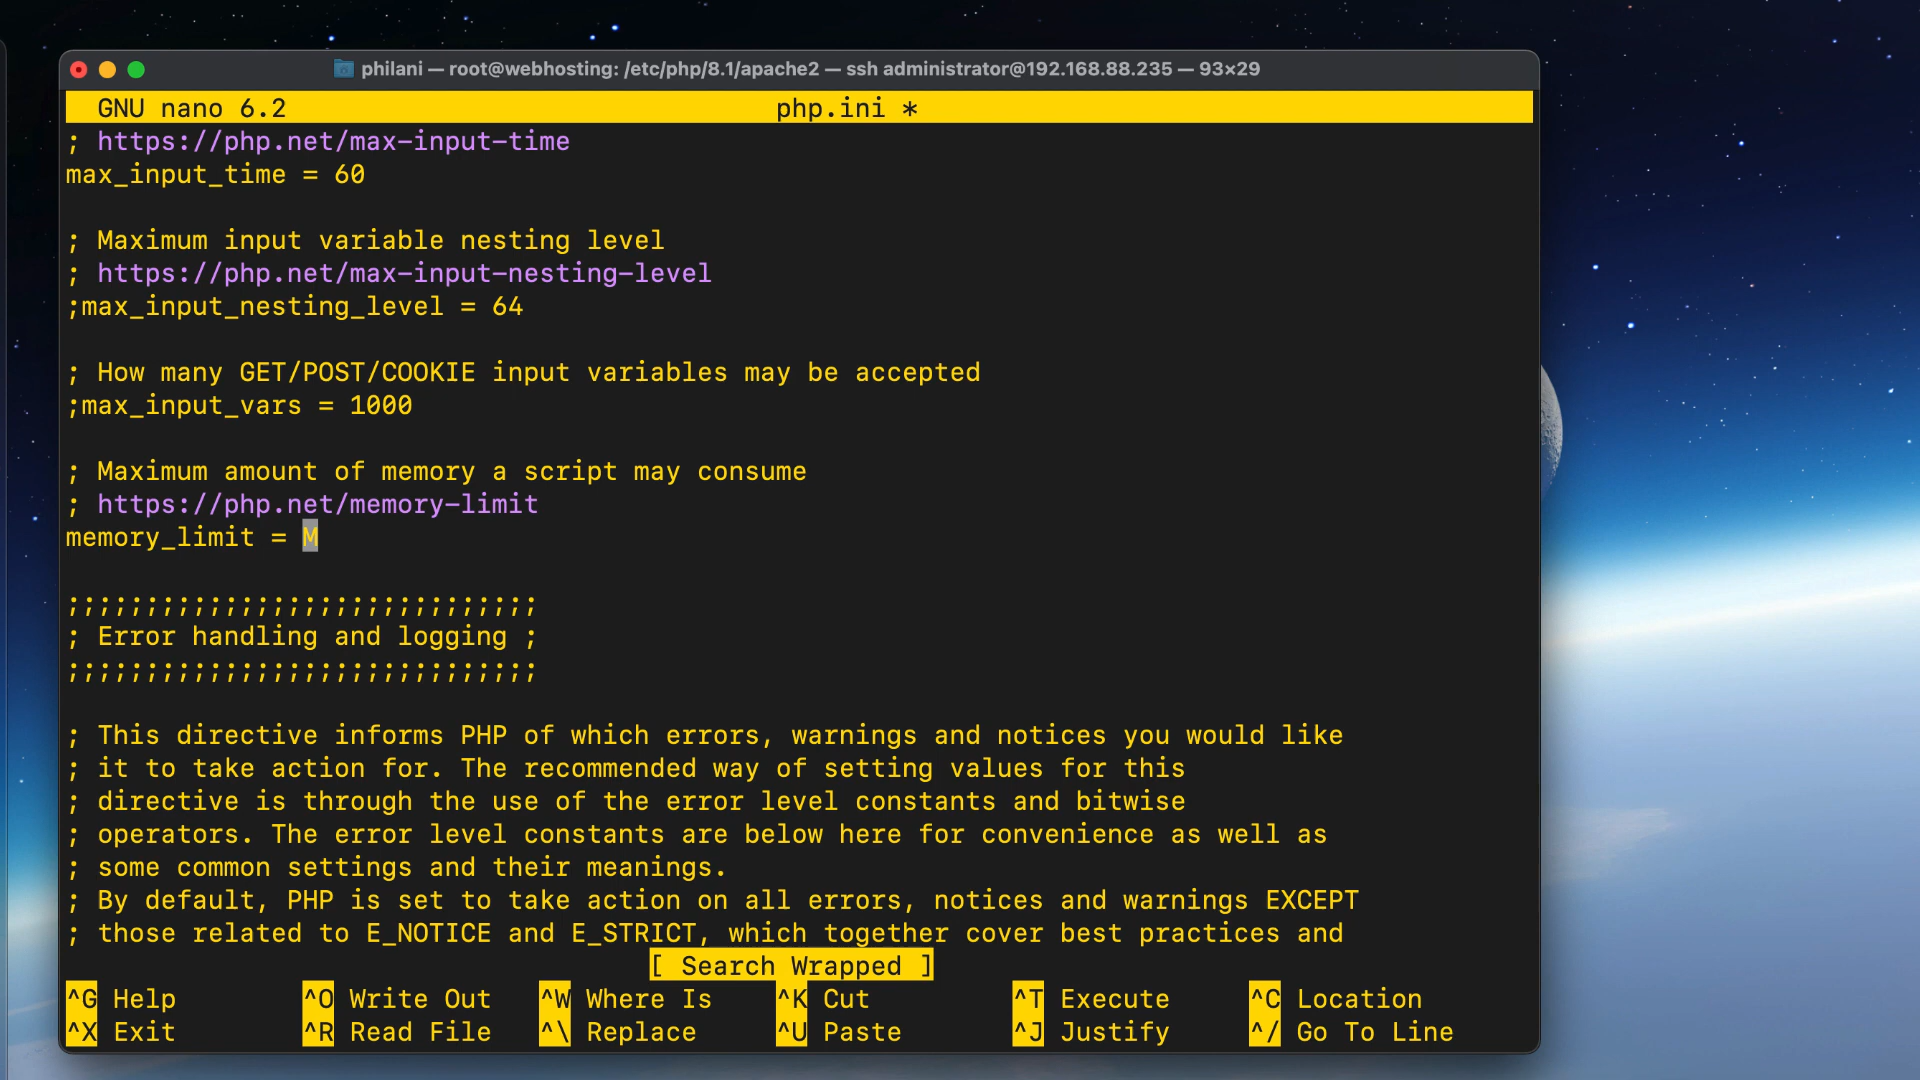 philani — root@webhosting: /etc/php/8.1/apache2 — ssh administrator@192.168.88.235 — 93×29
GNU nano 6.2 php.ini *
; https://php.net/max-input-time
max_input_time = 60
; Maximum input variable nesting level
; https://php.net/max-input-nesting-level
;max_input_nesting_level = 64
; How many GET/POST/COOKIE input variables may be accepted
;max_input_vars = 1000
; Maximum amount of memory a script may consume
; https://php.net/memory-limit
memory_limit = M
;;;;;;;;;;;;;;;;;;;;;;;;;;;;;;
; Error handling and logging ;
;;;;;;;;;;;;;;;;;;;;;;;;;;;;;;
; This directive informs PHP of which errors, warnings and notices you would like
; it to take action for. The recommended way of setting values for this
; directive is through the use of the error level constants and bitwise
; operators. The error level constants are below here for convenience as well as
; some common settings and their meanings.
; By default, PHP is set to take action on all errors, notices and warnings EXCEPT
; those related to E_NOTICE and E_STRICT, which together cover best practices and
[ Search Wrapped ]
^G Help ^O Write Out ^W Where Is ^K Cut ^T Execute ^C Location
^X Exit ^R Read File ^\ Replace ^U Paste ^J Justify ^/ Go To Line